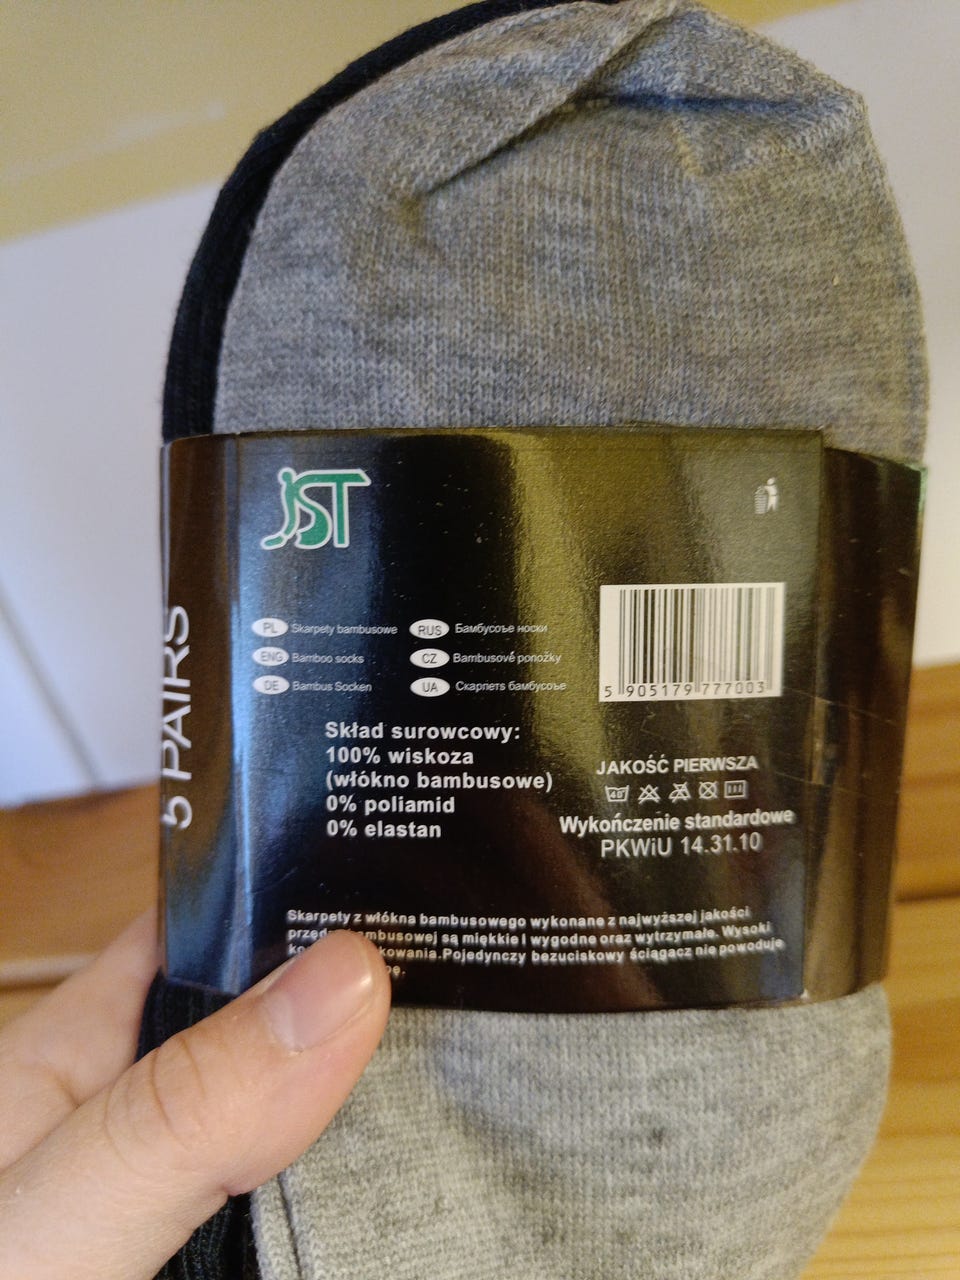 JST
5 PAIRS
PL Skarpety bambusowe
ENG Bamboo socks
DE Bambus Socken
RUS Бамбусоъе носки
CZ Bambusové ponožky
UA Скарпетs бамбусоъе
5 905179 777003
Skład surowcowy:
100% wiskoza
(włókno bambusowe)
0% poliamid
0% elastan
JAKOŚĆ PIERWSZA
40
Wykończenie standardowe
PKWiU 14.31.10
Skarpety z włókna bambusowego wykonane z najwyższej jakości
są miękkie i wygodne oraz wytrzymałe. Wysoki
Pojedynczy bezuciskowy ściągacz nie powoduje